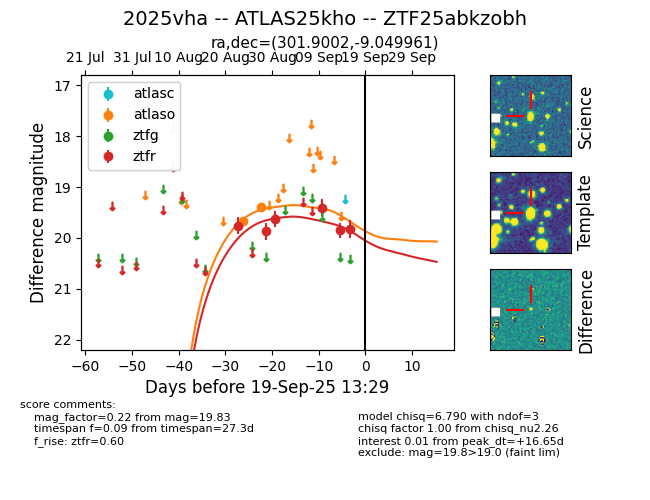 2025vha -- ATLAS25kho -- ZTF25abkzobh
ra,dec=(301.9002,-9.049961)
21 Jul 31 Jul 10 Aug 20 Aug 30 Aug 09 Sep 19 Sep 29 Sep
17
18
19
20
21
22
Difference magnitude
atlasc
atlaso
ztfg
ztfr
−60 −50 −40 −30 −20 −10 0 10
Days before 19-Sep-25 13:29
Science
Template
Difference
score comments:
mag_factor=0.22 from mag=19.83
timespan f=0.09 from timespan=27.3d
f_rise: ztfr=0.60
model chisq=6.790 with ndof=3
chisq factor 1.00 from chisq_nu2.26
interest 0.01 from peak_dt=+16.65d
exclude: mag=19.8>19.0 (faint lim)